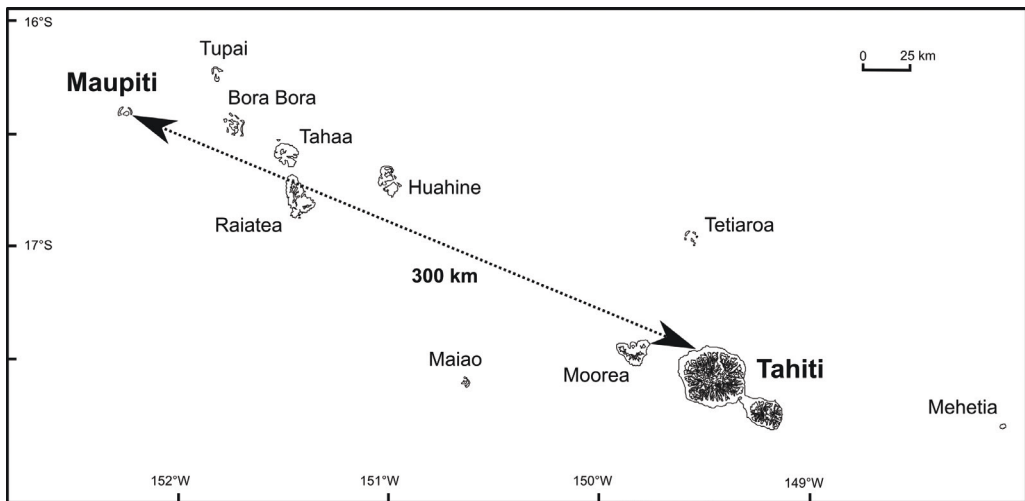 16°S
Tupai
0 25 km
Maupiti
Bora Bora
Tahaa
Huahine
Raiatea
Tetiaroa
17°S
300 km
Maiao
Moorea
Tahiti
Mehetia
152°W
151°W
150°W
149°W